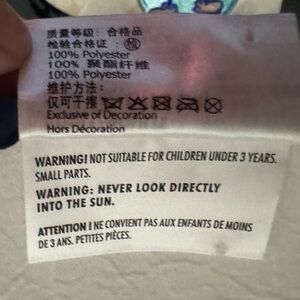 质量等级：合格品
检验合格证：检
100% Polyester
100% 聚酯纤维
100% Polyester
维护方法：
仅可干擦
Exclusive of Decoration
Hors Décoration
WARNING! NOT SUITABLE FOR CHILDREN UNDER 3 YEARS.
SMALL PARTS.
WARNING: NEVER LOOK DIRECTLY
INTO THE SUN.
ATTENTION ! NE CONVIENT PAS AUX ENFANTS DE MOINS
DE 3 ANS. PETITES PIÈCES.